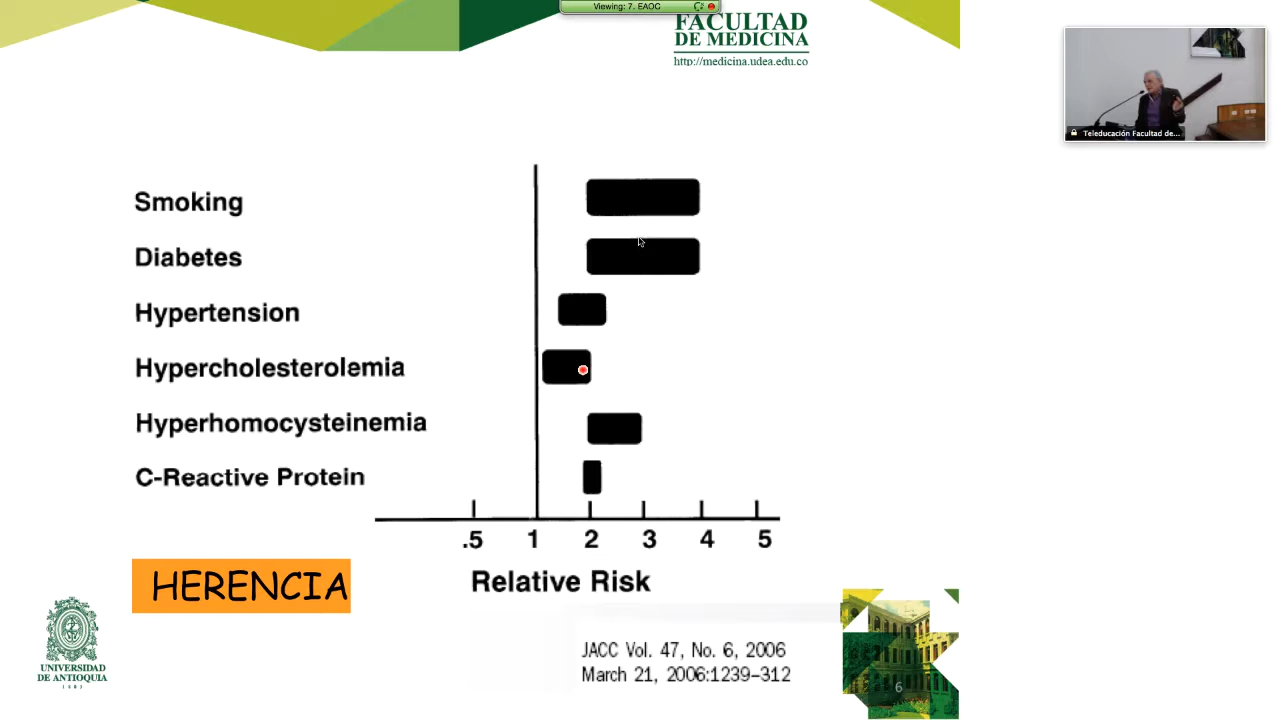 Viewing: 7. EAOC
FACULTAD
DE MEDICINA
http://medicina.udea.edu.co
Teleducación Facultad de...
Smoking
Diabetes
Hypertension
Hypercholesterolemia
Hyperhomocysteinemia
C-Reactive Protein
.5 1 2 3 4 5
Relative Risk
HERENCIA
JACC Vol. 47, No. 6, 2006
March 21, 2006:1239–312
UNIVERSIDAD
DE ANTIOQUIA
1803
6